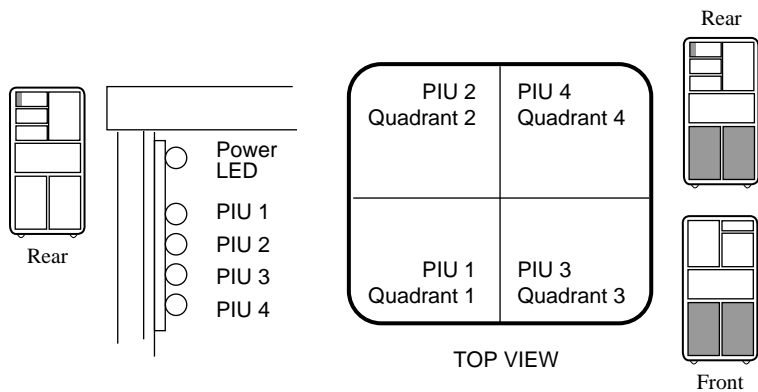 Rear
Power
LED
PIU 1
PIU 2
PIU 3
PIU 4
Rear
PIU 2
Quadrant 2
PIU 4
Quadrant 4
PIU 1
Quadrant 1
PIU 3
Quadrant 3
TOP VIEW
Front